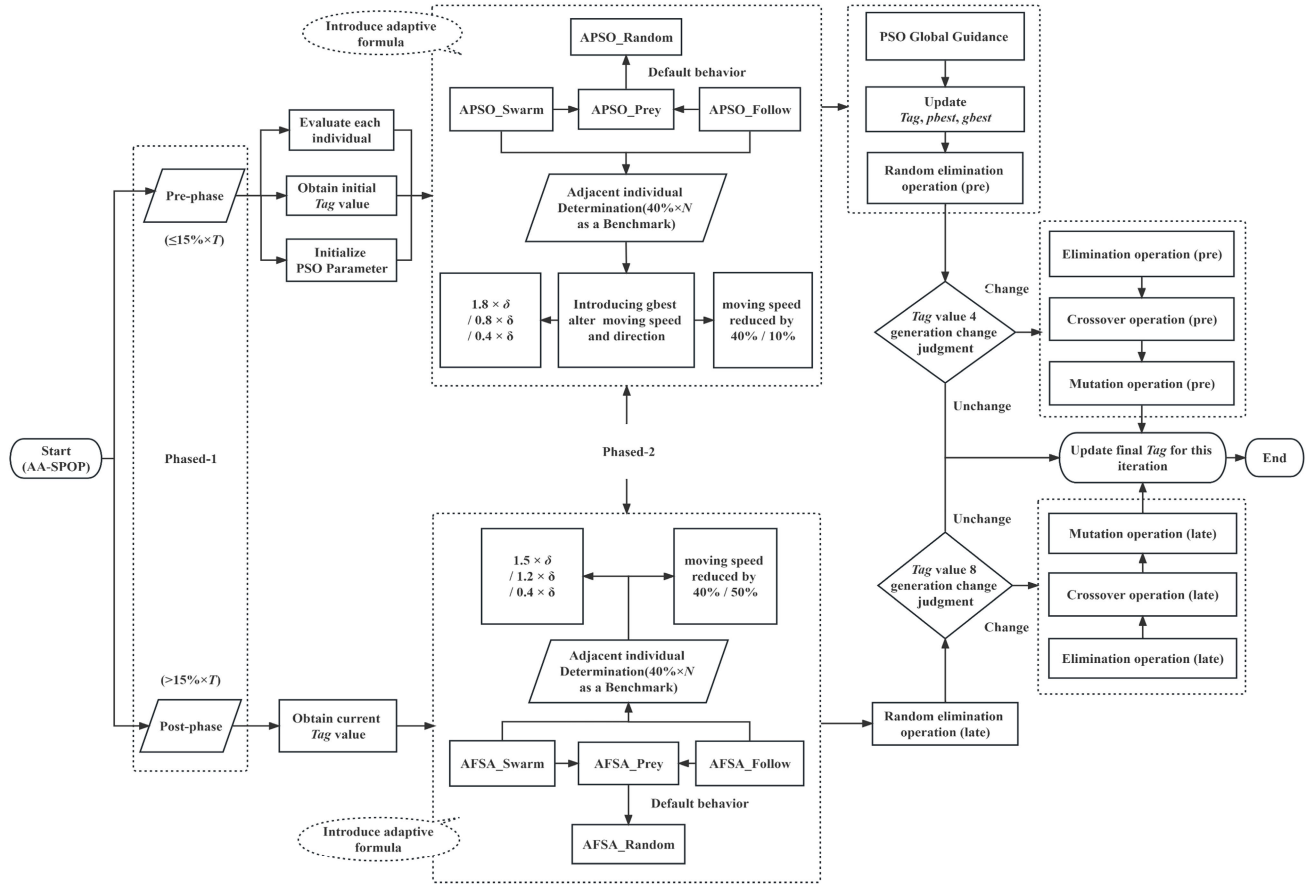 Start
(AA-SPOP)
Phased-1
Pre-phase
(≤15%×T)
(>15%×T)
Post-phase
Evaluate each
individual
Obtain initial
Tag value
Initialize
PSO Parameter
Obtain current
Tag value
Introduce adaptive
formula
APSO_Random
Default behavior
APSO_Swarm
APSO_Prey
APSO_Follow
Adjacent individual
Determination(40%×N
as a Benchmark)
1.8 × δ
/ 0.8 × δ
/ 0.4 × δ
Introducing gbest
alter moving speed
and direction
moving speed
reduced by
40% / 10%
Phased-2
1.5 × δ
/ 1.2 × δ
/ 0.4 × δ
moving speed
reduced by
40% / 50%
Adjacent individual
Determination(40%×N
as a Benchmark)
AFSA_Swarm
AFSA_Prey
AFSA_Follow
Default behavior
AFSA_Random
Introduce adaptive
formula
PSO Global Guidance
Update
Tag, pbest, gbest
Random elimination
operation (pre)
Tag value 4
generation change
judgment
Change
Unchange
Elimination operation (pre)
Crossover operation (pre)
Mutation operation (pre)
Update final Tag for this
iteration
End
Unchange
Tag value 8
generation change
judgment
Change
Mutation operation (late)
Crossover operation (late)
Elimination operation (late)
Random elimination
operation (late)